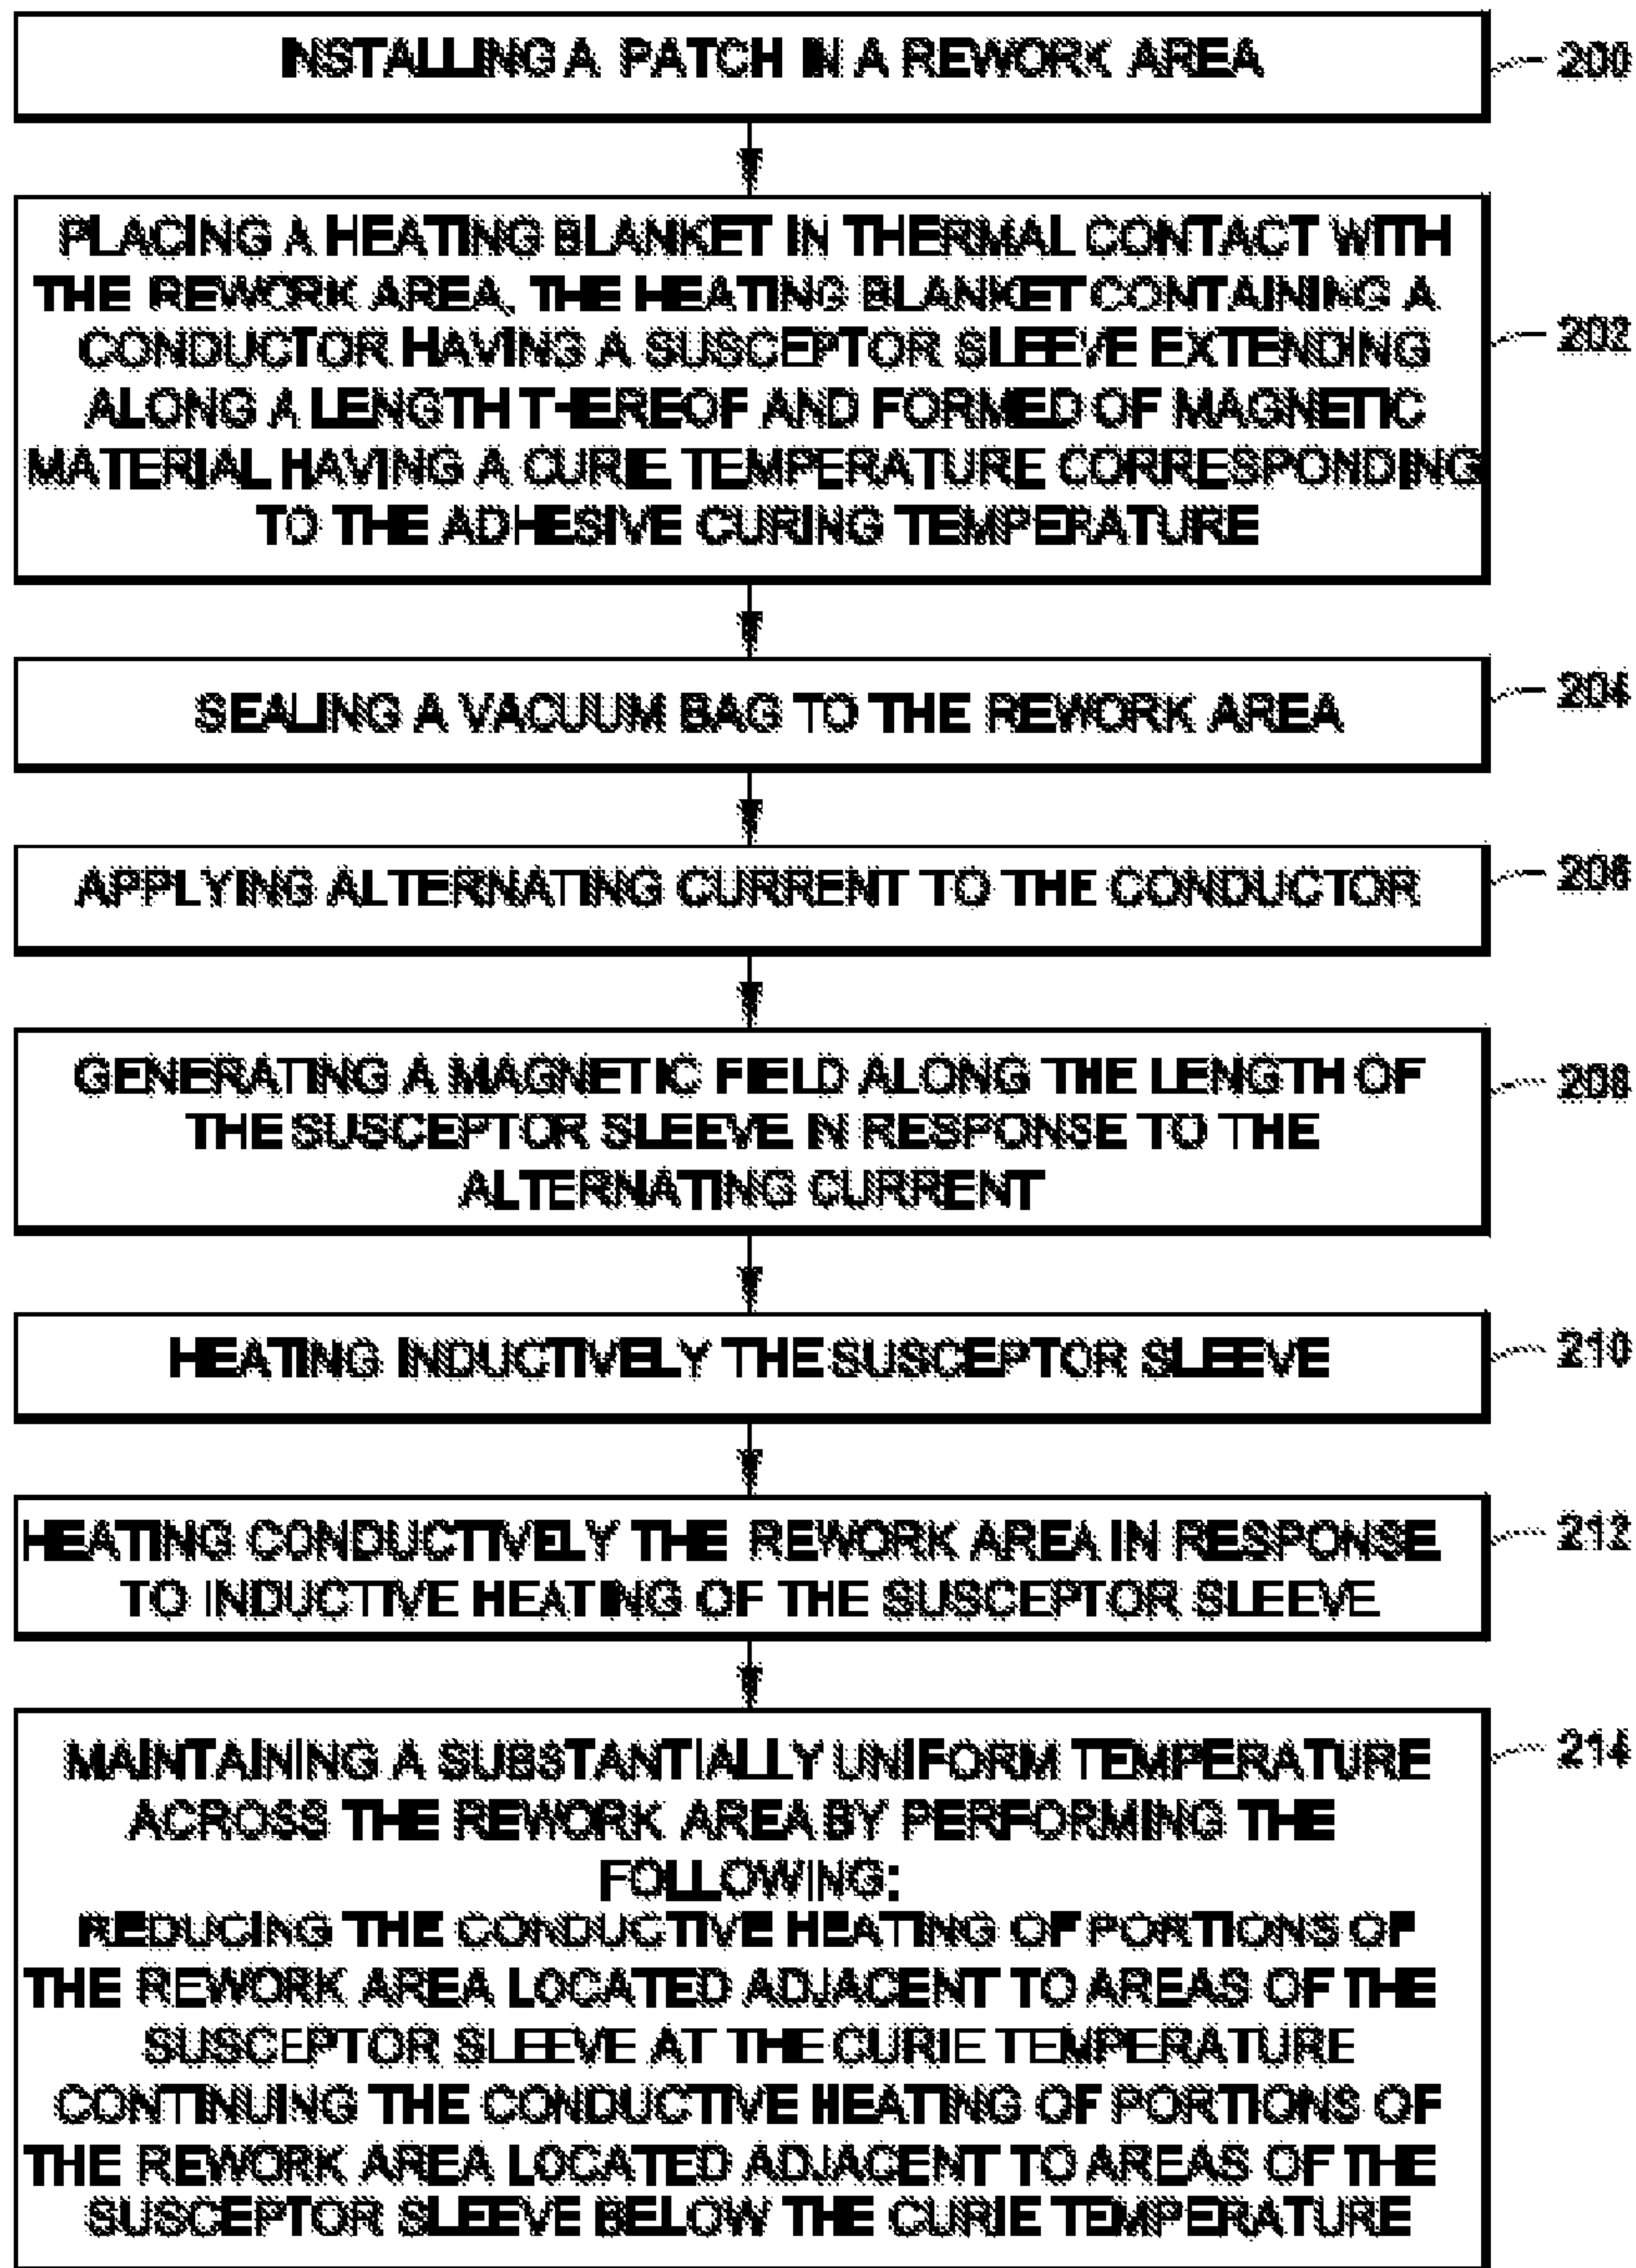 INSTALLING A PATCH IN A REWORK AREA
200
PLACING A HEATING BLANKET IN THERMAL CONTACT WITH
THE REWORK AREA, THE HEATING BLANKET CONTAINING A
CONDUCTOR HAVING A SUSCEPTOR SLEEVE EXTENDING
ALONG A LENGTH THEREOF AND FORMED OF MAGNETIC
MATERIAL HAVING A CURIE TEMPERATURE CORRESPONDING
TO THE ADHESIVE CURING TEMPERATURE
202
SEALING A VACUUM BAG TO THE REWORK AREA
204
APPLYING ALTERNATING CURRENT TO THE CONDUCTOR
206
GENERATING A MAGNETIC FIELD ALONG THE LENGTH OF
THE SUSCEPTOR SLEEVE IN RESPONSE TO THE
ALTERNATING CURRENT
208
HEATING INDUCTIVELY THE SUSCEPTOR SLEEVE
210
HEATING CONDUCTIVELY THE REWORK AREA IN RESPONSE
TO INDUCTIVE HEATING OF THE SUSCEPTOR SLEEVE
212
MAINTAINING A SUBSTANTIALLY UNIFORM TEMPERATURE
ACROSS THE REWORK AREA BY PERFORMING THE
FOLLOWING:
REDUCING THE CONDUCTIVE HEATING OF PORTIONS OF
THE REWORK AREA LOCATED ADJACENT TO AREAS OF THE
SUSCEPTOR SLEEVE AT THE CURIE TEMPERATURE
CONTINUING THE CONDUCTIVE HEATING OF PORTIONS OF
THE REWORK AREA LOCATED ADJACENT TO AREAS OF THE
SUSCEPTOR SLEEVE BELOW THE CURIE TEMPERATURE
214